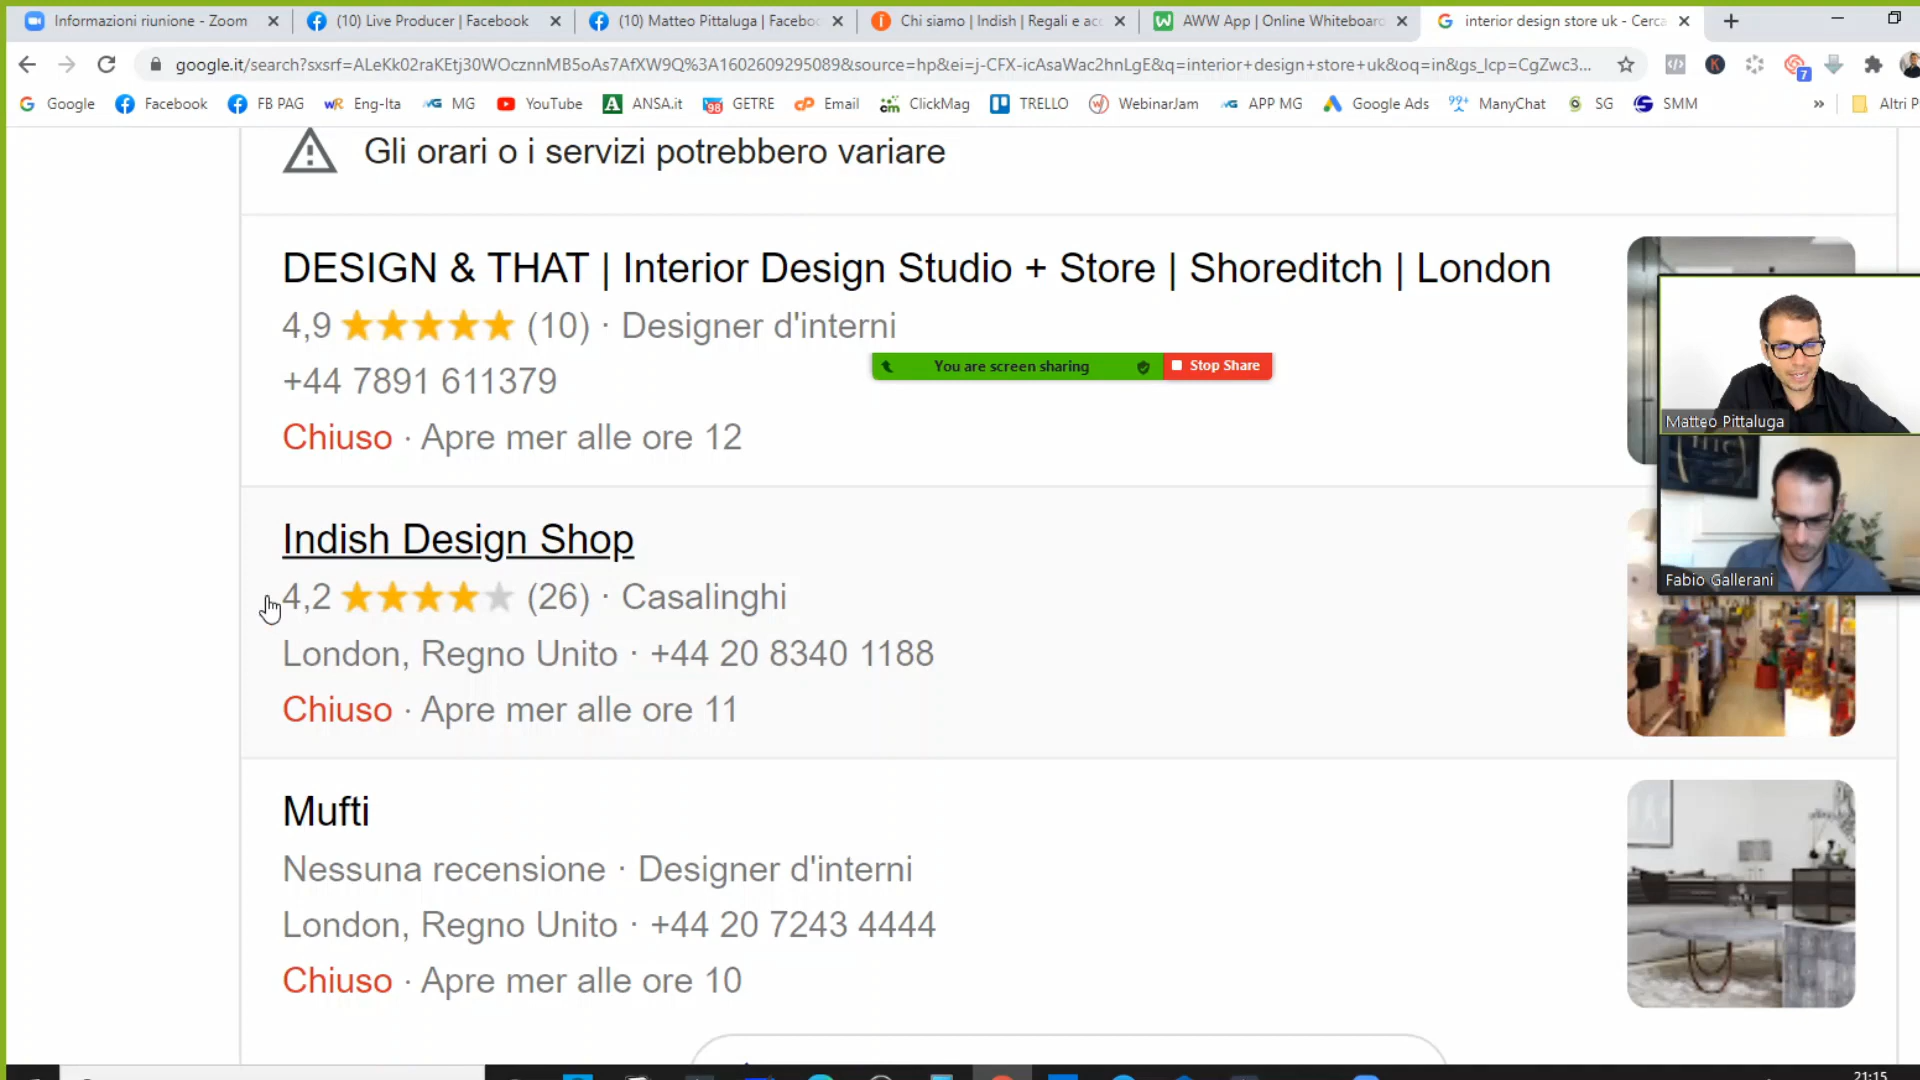 Informazioni riunione - Zoom
(10) Live Producer | Facebook
(10) Matteo Pittaluga | Facebo
Chi siamo | Indish | Regali e acc
AWW App | Online Whiteboard
interior design store uk - Cerca
google.it/search?sxsrf=ALeKk02raKEtj30WOcznnMB5oAs7AfXW9Q%3A1602609295089&source=hp&ei=j-CFX-icAsaWac2hnLgE&q=interior+design+store+uk&oq=in&gs_lcp=CgZwc3...
7
Google
Facebook
FB PAG
Eng-Ita
MG
YouTube
ANSA.it
GETRE
Email
ClickMag
TRELLO
WebinarJam
APP MG
Google Ads
ManyChat
SG
SMM
Altri P
Gli orari o i servizi potrebbero variare
DESIGN & THAT | Interior Design Studio + Store | Shoreditch | London
4,9 (10) · Designer d'interni
You are screen sharing
Stop Share
+44 7891 611379
Chiuso · Apre mer alle ore 12
Matteo Pittaluga
Indish Design Shop
4,2 (26) · Casalinghi
Fabio Gallerani
London, Regno Unito · +44 20 8340 1188
Chiuso · Apre mer alle ore 11
Mufti
Nessuna recensione · Designer d'interni
London, Regno Unito · +44 20 7243 4444
Chiuso · Apre mer alle ore 10
21:15